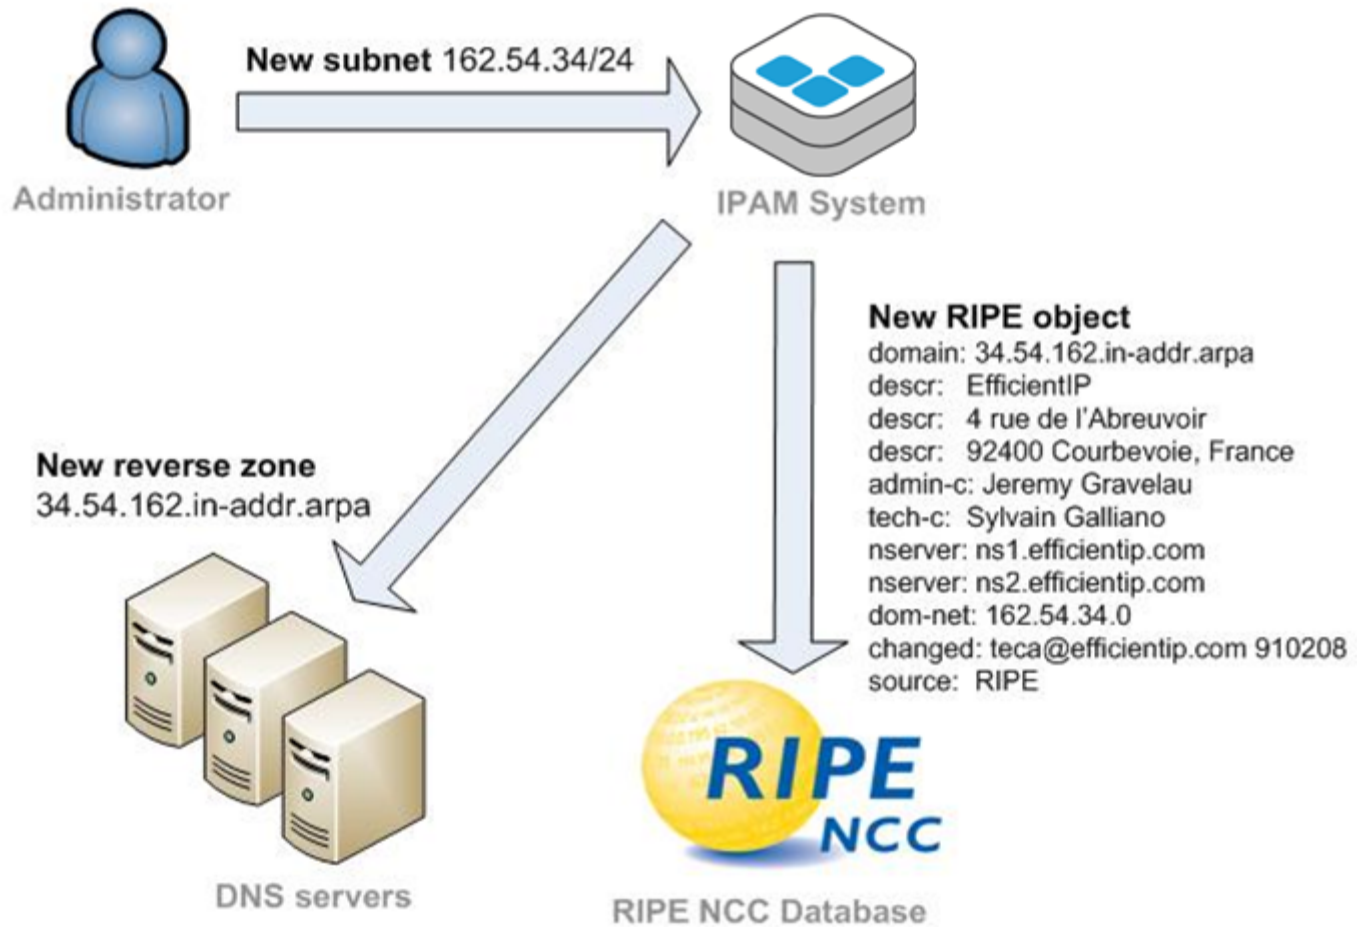 New subnet 162.54.34/24
Administrator
IPAM System
New RIPE object
domain: 34.54.162.in-addr.arpa
descr: EfficientIP
descr: 4 rue de l'Abreuvoir
descr: 92400 Courbevoie, France
admin-c: Jeremy Gravelau
tech-c: Sylvain Galliano
nserver: ns1.efficientip.com
nserver: ns2.efficientip.com
dom-net: 162.54.34.0
changed: teca@efficientip.com 910208
source: RIPE
New reverse zone
34.54.162.in-addr.arpa
RIPE
NCC
DNS servers
RIPE NCC Database